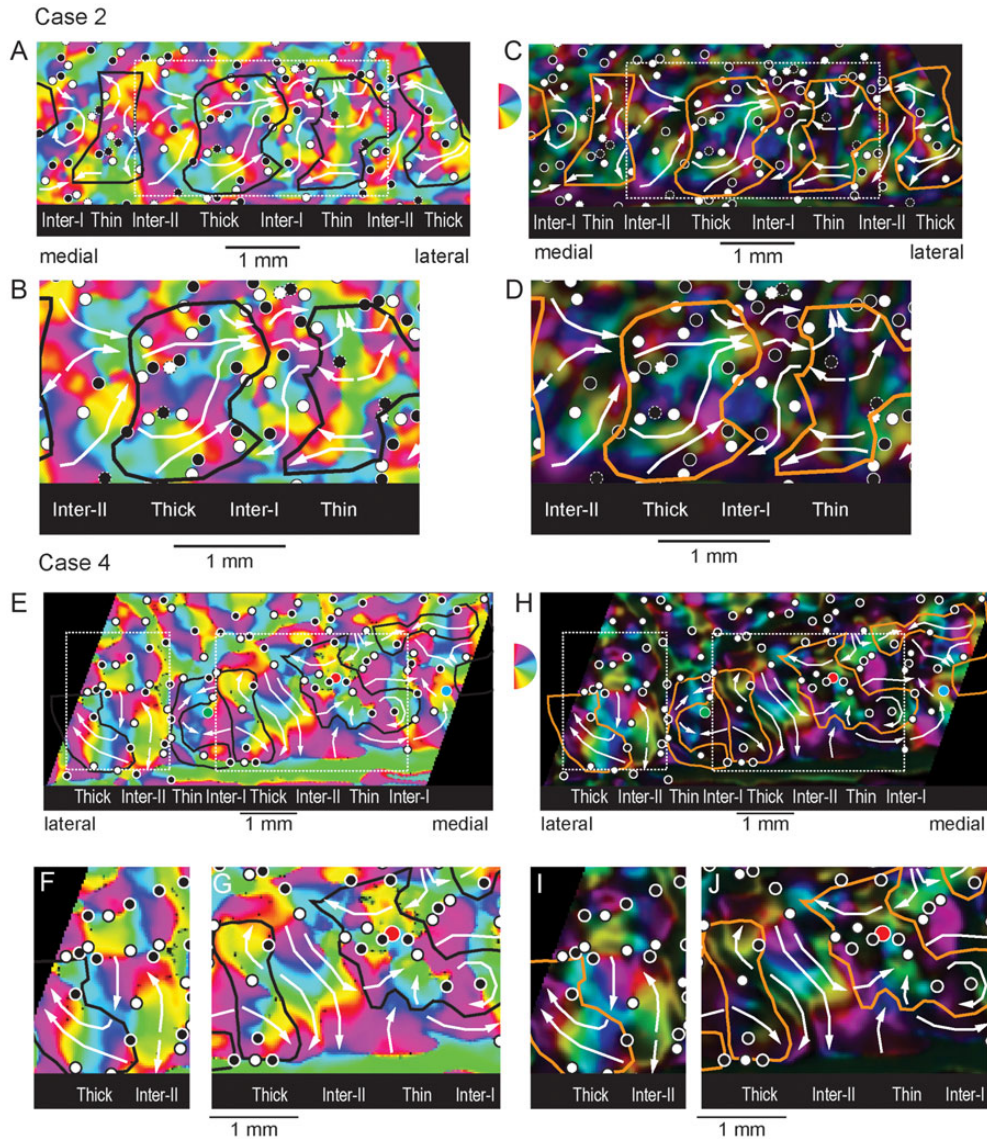 Case 2
A
C
Inter-I Thin Inter-II Thick Inter-I Thin Inter-II Thick
Inter-I Thin Inter-II Thick Inter-I Thin Inter-II Thick
medial 1 mm lateral
medial 1 mm lateral
B
D
Inter-II Thick Inter-I Thin
Inter-II Thick Inter-I Thin
1 mm
1 mm
Case 4
E
H
Thick Inter-II Thin Inter-I Thick Inter-II Thin Inter-I
Thick Inter-II Thin Inter-I Thick Inter-II Thin Inter-I
lateral 1 mm medial
lateral 1 mm medial
F
G
I
J
Thick Inter-II
Thick Inter-II Thin Inter-I
Thick Inter-II
Thick Inter-II Thin Inter-I
1 mm
1 mm